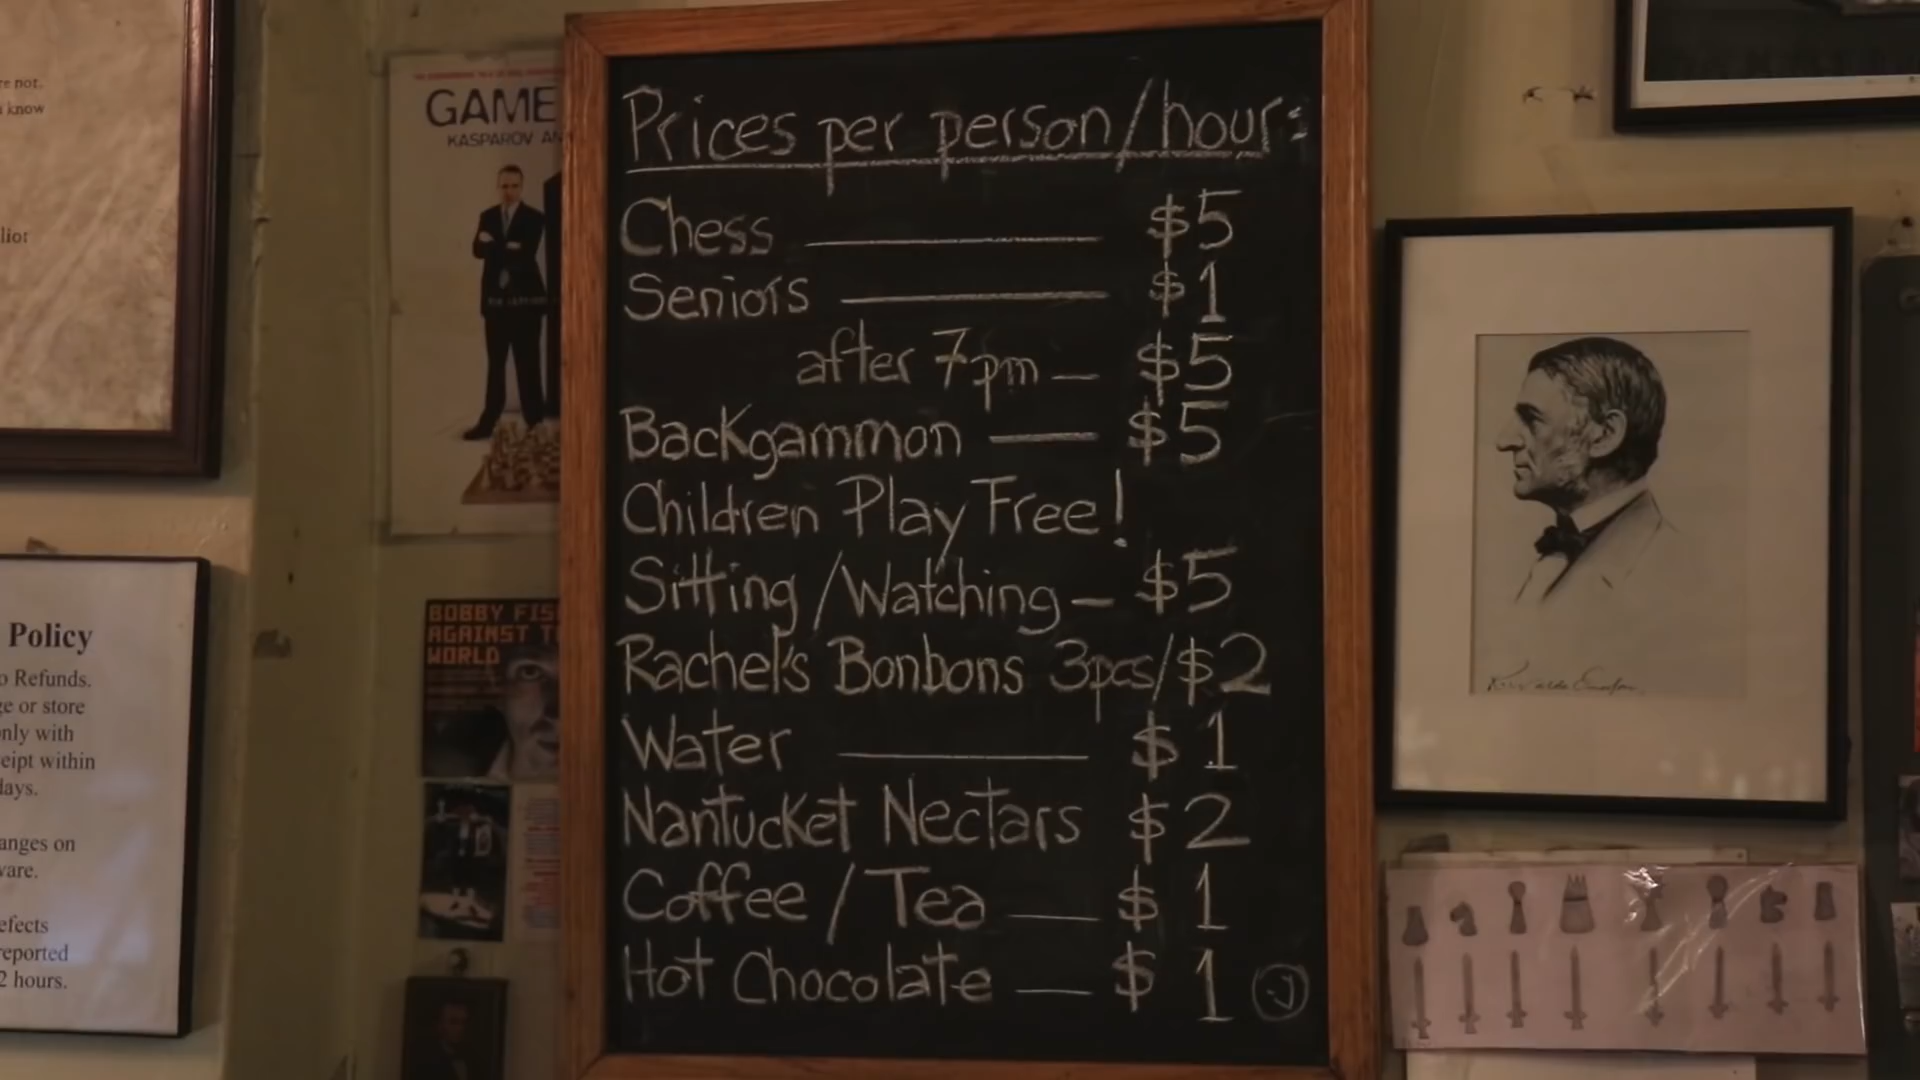 re not.
know
liot
Policy
Refunds.
ge or store
only with
eipt within
days.
anges on
ware.
efects
reported
2 hours.
GAME
KASPAROV AN
BOBBY FIS
AGAINST T
WORLD
Prices per person/hour:
Chess $5
Seniors $1
after 7pm — $5
Backgammon — $5
Children Play Free!
Sitting/Watching — $5
Rachel's Bonbons 3pcs/$2
Water $1
Nantucket Nectars $2
Coffee / Tea — $1
Hot Chocolate — $1